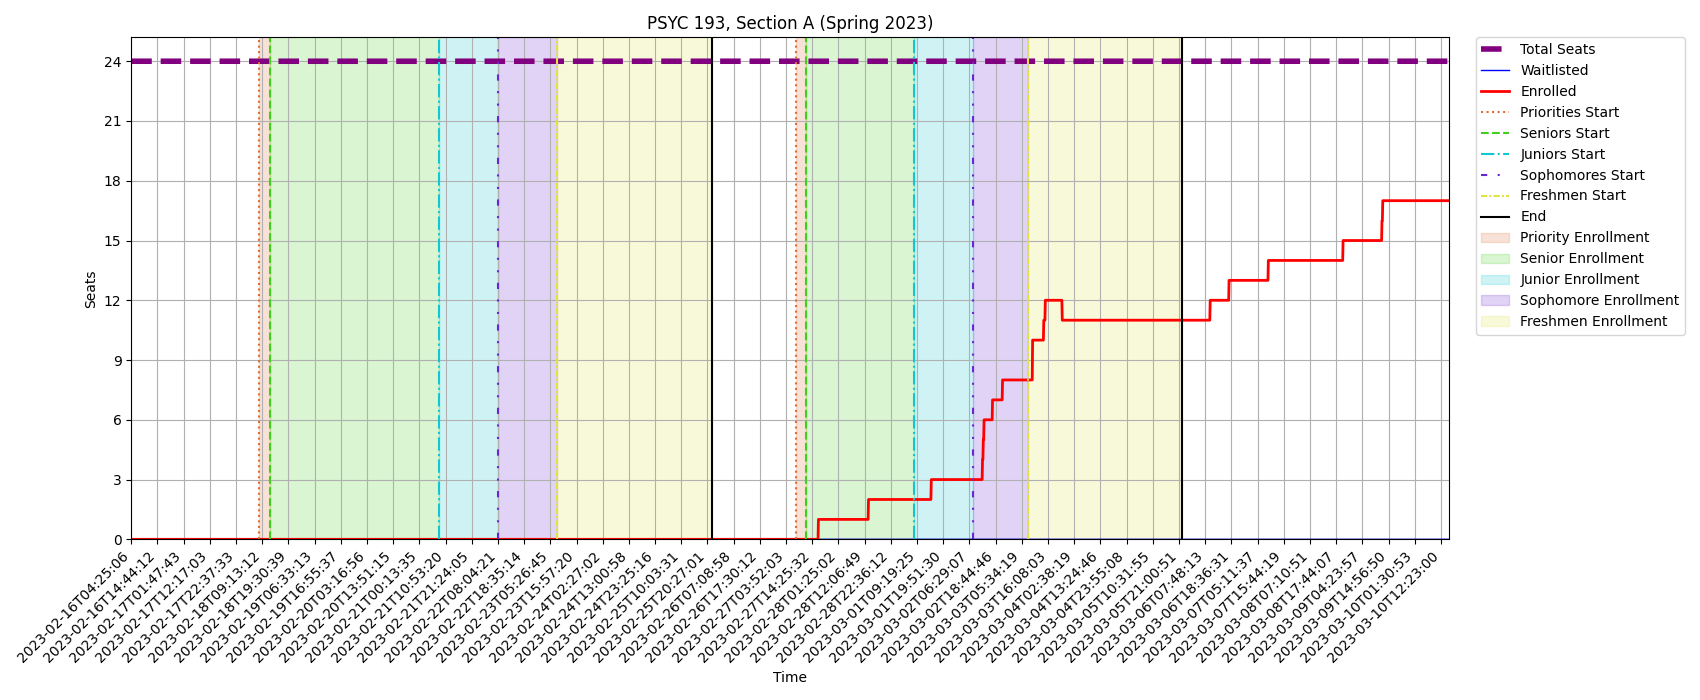 PSYC 193, Section A (Spring 2023)
24
21
18
15
12
9
6
3
0
Seats
2023-02-16T04:25:06
2023-02-16T14:44:12
2023-02-17T01:47:43
2023-02-17T12:17:03
2023-02-17T22:37:33
2023-02-18T09:13:12
2023-02-18T19:30:39
2023-02-19T06:33:13
2023-02-19T16:55:37
2023-02-20T03:16:56
2023-02-20T13:51:15
2023-02-21T00:13:35
2023-02-21T10:53:20
2023-02-21T21:24:05
2023-02-22T08:04:21
2023-02-22T18:35:14
2023-02-23T05:26:45
2023-02-23T15:57:20
2023-02-24T02:27:02
2023-02-24T13:00:58
2023-02-24T23:25:16
2023-02-25T10:03:31
2023-02-25T20:27:01
2023-02-26T07:08:58
2023-02-26T17:30:12
2023-02-27T03:52:03
2023-02-27T14:25:32
2023-02-28T01:25:02
2023-02-28T12:06:49
2023-02-28T22:36:12
2023-03-01T09:19:25
2023-03-01T19:51:30
2023-03-02T06:29:07
2023-03-02T18:44:46
2023-03-03T05:34:19
2023-03-03T16:08:03
2023-03-04T02:38:19
2023-03-04T13:24:46
2023-03-04T23:55:08
2023-03-05T10:31:55
2023-03-05T21:00:51
2023-03-06T07:48:13
2023-03-06T18:36:31
2023-03-07T05:11:37
2023-03-07T15:44:19
2023-03-08T07:10:51
2023-03-08T17:44:07
2023-03-09T04:23:57
2023-03-09T14:56:50
2023-03-10T01:30:53
2023-03-10T12:23:00
Time
Total Seats
Waitlisted
Enrolled
Priorities Start
Seniors Start
Juniors Start
Sophomores Start
Freshmen Start
End
Priority Enrollment
Senior Enrollment
Junior Enrollment
Sophomore Enrollment
Freshmen Enrollment